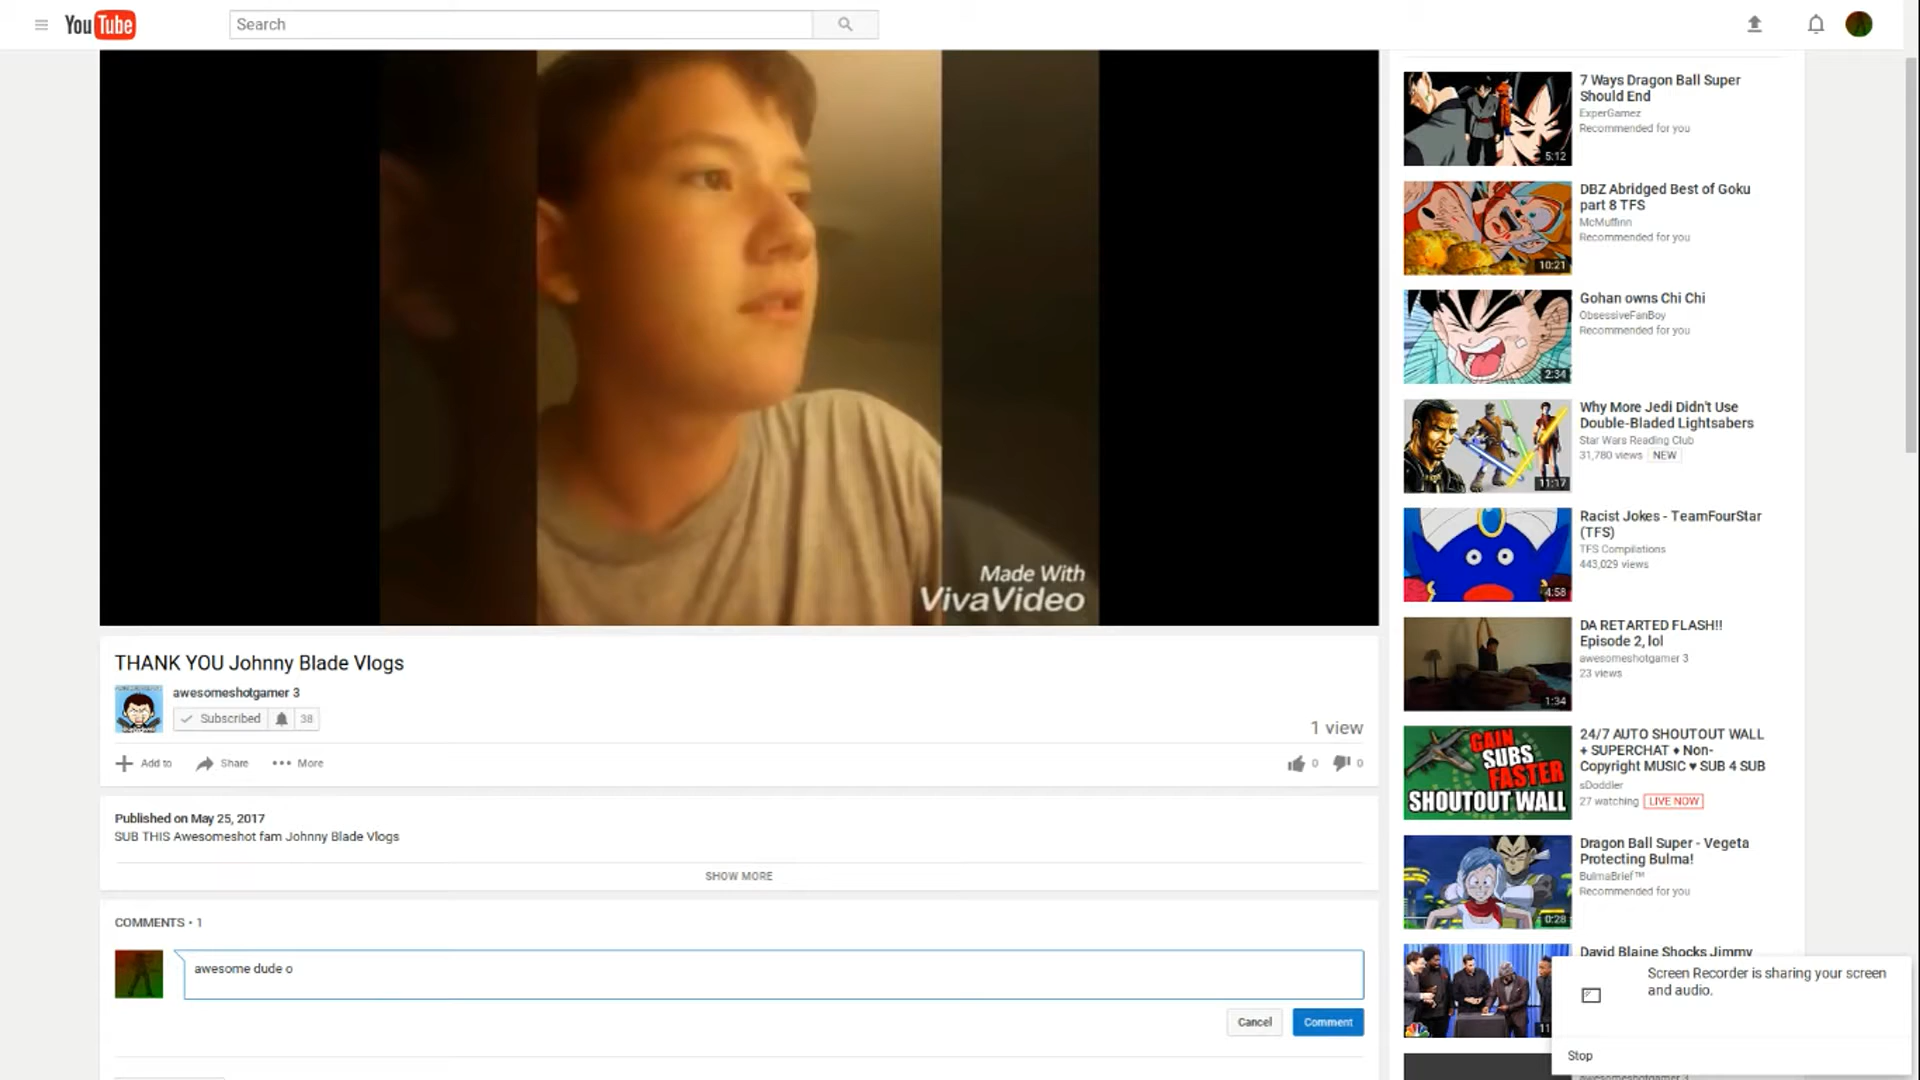 YouTube
Search
Made With
VivaVideo
THANK YOU Johnny Blade Vlogs
awesomeshotgamer 3
Subscribed 38
1 view
Add to Share More 0 0
Published on May 25, 2017
SUB THIS Awesomeshot fam Johnny Blade Vlogs
SHOW MORE
COMMENTS • 1
awesome dude o
Cancel Comment
7 Ways Dragon Ball Super
Should End
ExperGamez
Recommended for you
5:12
DBZ Abridged Best of Goku
part 8 TFS
McMuffinn
Recommended for you
10:21
Gohan owns Chi Chi
ObsessiveFanBoy
Recommended for you
2:34
Why More Jedi Didn't Use
Double-Bladed Lightsabers
Star Wars Reading Club
31,780 views NEW
11:17
Racist Jokes - TeamFourStar
(TFS)
TFS Compilations
443,029 views
4:58
DA RETARTED FLASH!!
Episode 2, lol
awesomeshotgamer 3
23 views
1:34
GAIN
SUBS
FASTER
SHOUTOUT WALL
24/7 AUTO SHOUTOUT WALL
+ SUPERCHAT ♦ Non-
Copyright MUSIC ♥ SUB 4 SUB
sDoddler
27 watching LIVE NOW
Dragon Ball Super - Vegeta
Protecting Bulma!
BulmaBrief™
Recommended for you
0:28
David Blaine Shocks Jimmy
11
Screen Recorder is sharing your screen
and audio.
Stop